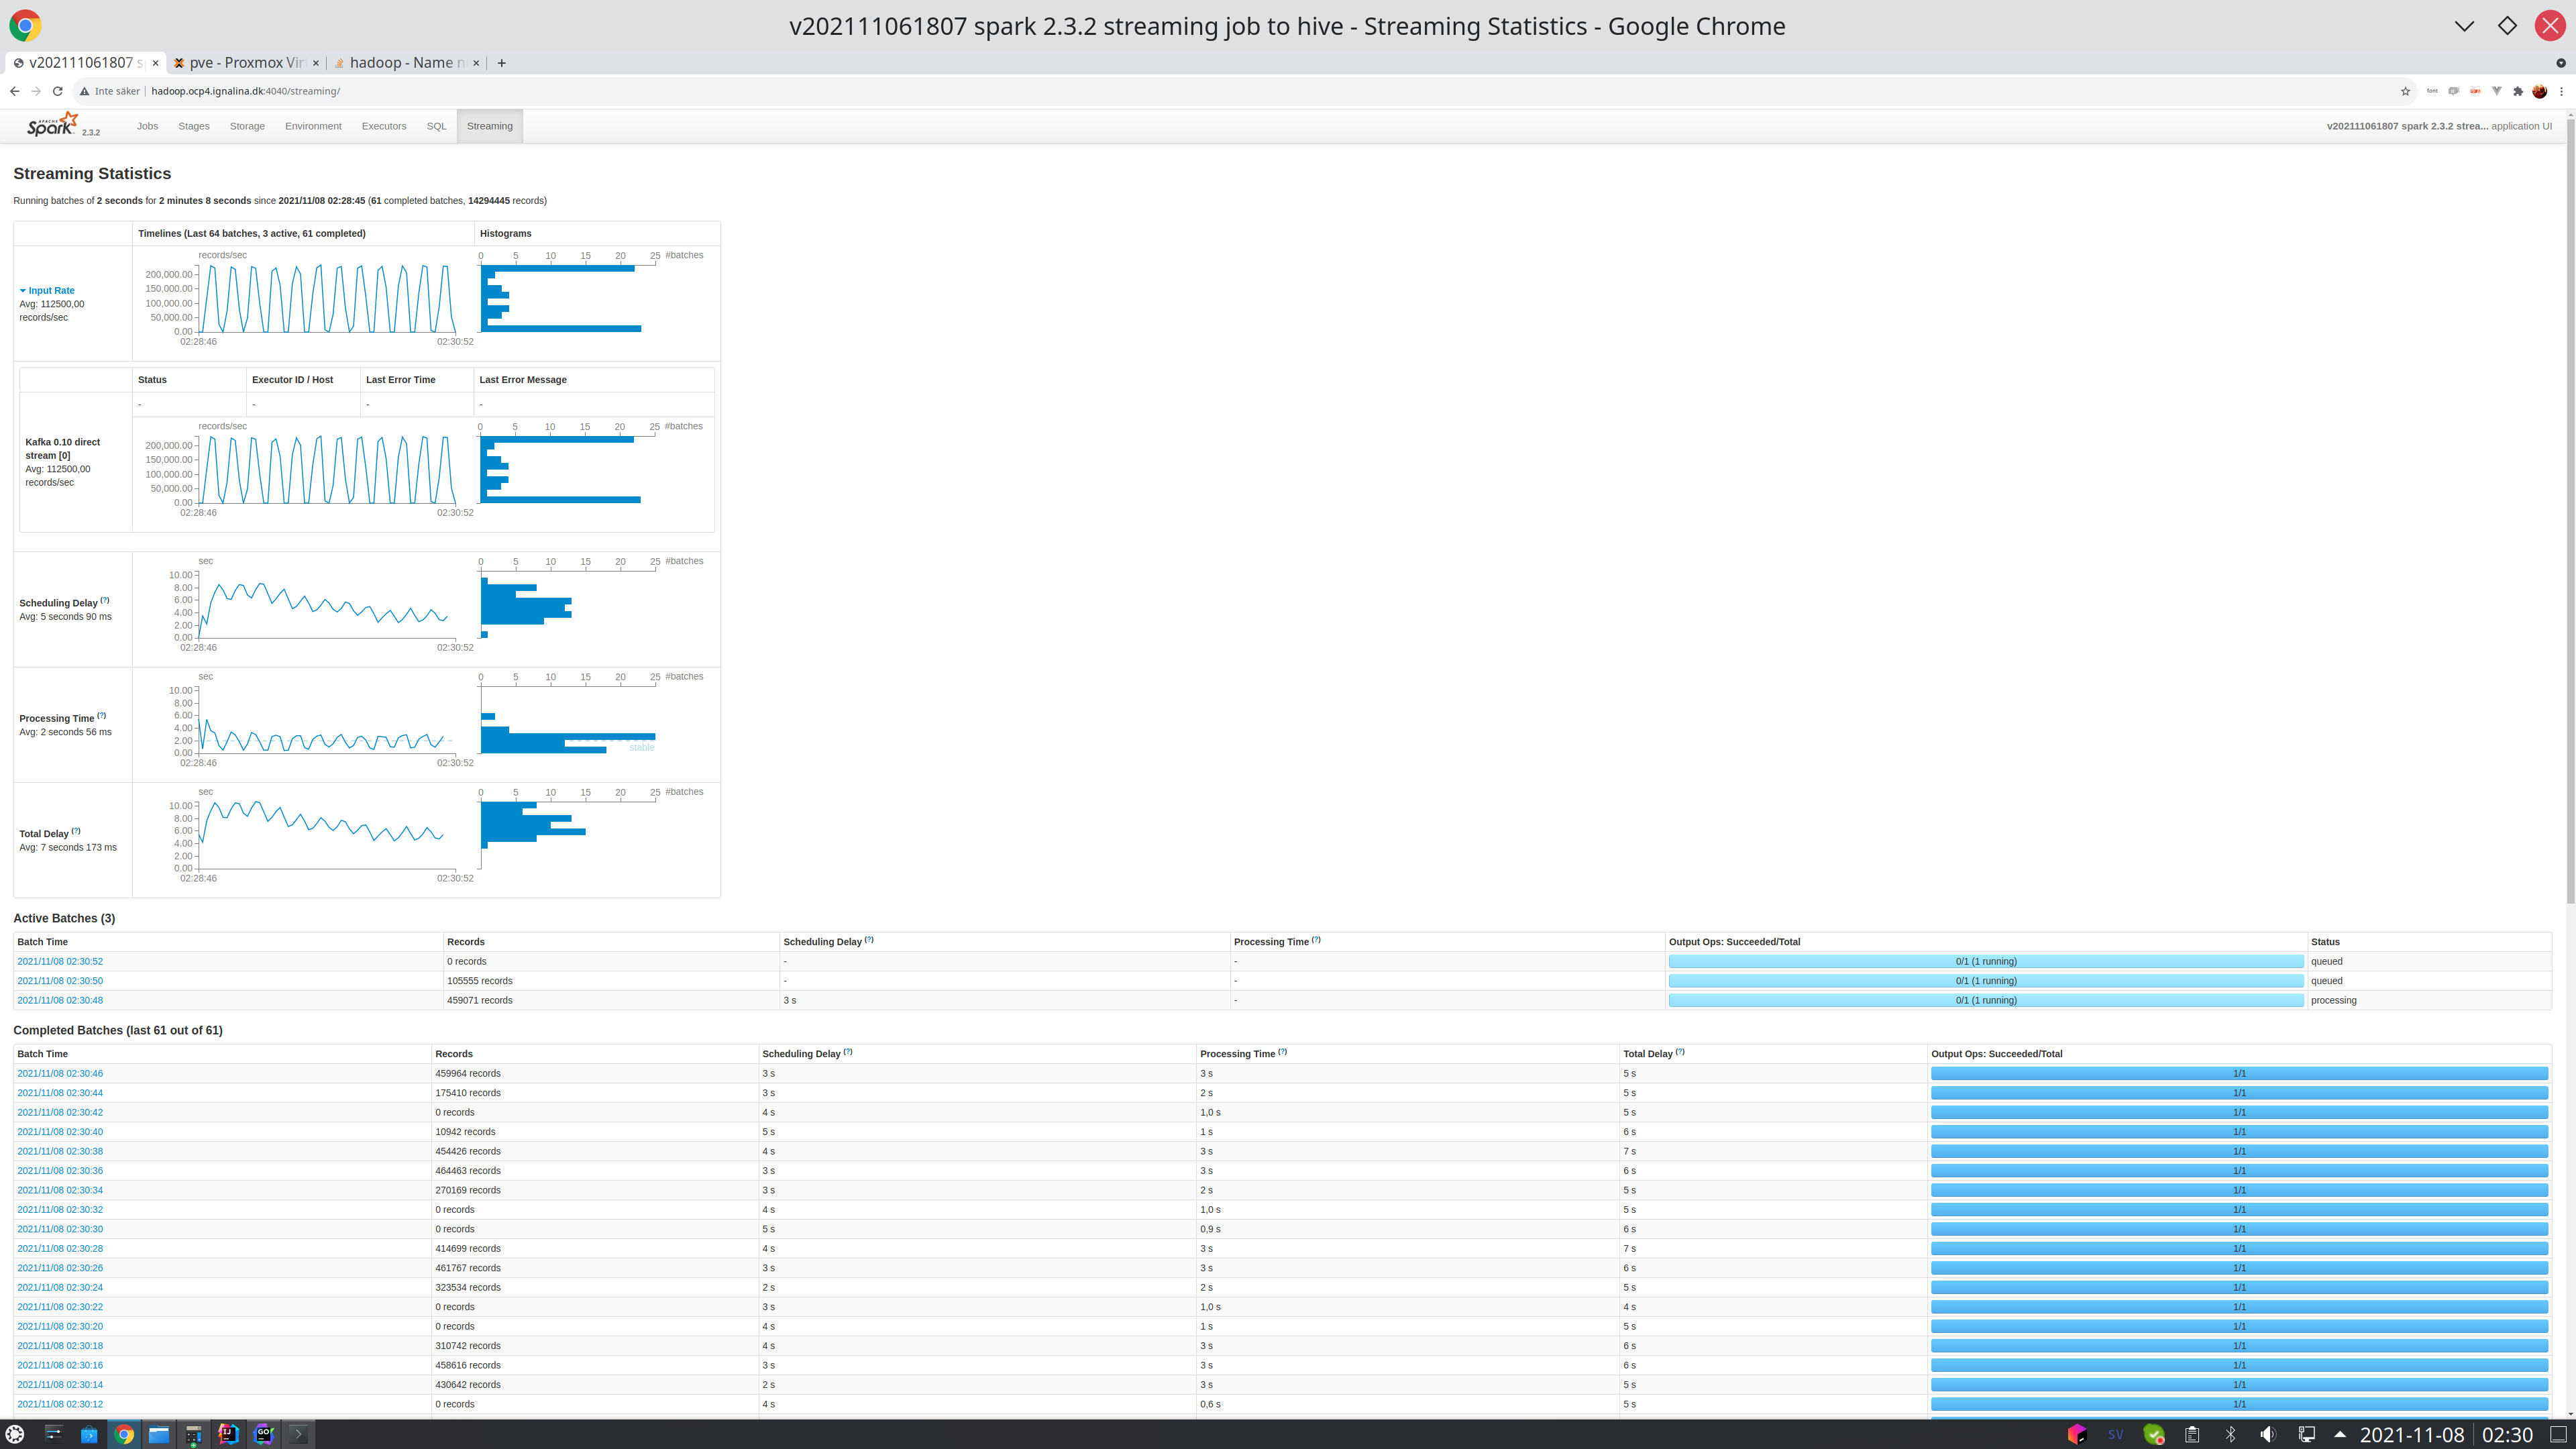 v202111061807 spark 2.3.2 streaming job to hive - Streaming Statistics - Google Chrome
v202111061807 s
pve - Proxmox Vir
hadoop - Name n
Inte säker
hadoop.ocp4.ignalina.dk:4040/streaming/
APACHE Spark 2.3.2 Jobs Stages Storage Environment Executors SQL Streaming v202111061807 spark 2.3.2 strea... application UI
Streaming Statistics
Running batches of 2 seconds for 2 minutes 8 seconds since 2021/11/08 02:28:45 (61 completed batches, 14294445 records)
Timelines (Last 64 batches, 3 active, 61 completed) Histograms
Input Rate
Avg: 112500,00
records/sec
records/sec
200,000.00
150,000.00
100,000.00
50,000.00
0.00
02:28:46 02:30:52
0 5 10 15 20 25 #batches
Status Executor ID / Host Last Error Time Last Error Message
- - - -
Kafka 0.10 direct
stream [0]
Avg: 112500,00
records/sec
records/sec
200,000.00
150,000.00
100,000.00
50,000.00
0.00
02:28:46 02:30:52
0 5 10 15 20 25 #batches
Scheduling Delay (?)
Avg: 5 seconds 90 ms
sec
10.00
8.00
6.00
4.00
2.00
0.00
02:28:46 02:30:52
0 5 10 15 20 25 #batches
Processing Time (?)
Avg: 2 seconds 56 ms
sec
10.00
8.00
6.00
4.00
2.00
0.00
02:28:46 02:30:52
0 5 10 15 20 25 #batches
stable
Total Delay (?)
Avg: 7 seconds 173 ms
sec
10.00
8.00
6.00
4.00
2.00
0.00
02:28:46 02:30:52
0 5 10 15 20 25 #batches
Active Batches (3)
Batch Time Records Scheduling Delay (?) Processing Time (?) Output Ops: Succeeded/Total Status
2021/11/08 02:30:52 0 records - - 0/1 (1 running) queued
2021/11/08 02:30:50 105555 records - - 0/1 (1 running) queued
2021/11/08 02:30:48 459071 records 3 s - 0/1 (1 running) processing
Completed Batches (last 61 out of 61)
Batch Time Records Scheduling Delay (?) Processing Time (?) Total Delay (?) Output Ops: Succeeded/Total
2021/11/08 02:30:46 459964 records 3 s 3 s 5 s 1/1
2021/11/08 02:30:44 175410 records 3 s 2 s 5 s 1/1
2021/11/08 02:30:42 0 records 4 s 1,0 s 5 s 1/1
2021/11/08 02:30:40 10942 records 5 s 1 s 6 s 1/1
2021/11/08 02:30:38 454426 records 4 s 3 s 7 s 1/1
2021/11/08 02:30:36 464463 records 3 s 3 s 6 s 1/1
2021/11/08 02:30:34 270169 records 3 s 2 s 5 s 1/1
2021/11/08 02:30:32 0 records 4 s 1,0 s 5 s 1/1
2021/11/08 02:30:30 0 records 5 s 0,9 s 6 s 1/1
2021/11/08 02:30:28 414699 records 4 s 3 s 7 s 1/1
2021/11/08 02:30:26 461767 records 3 s 3 s 6 s 1/1
2021/11/08 02:30:24 323534 records 2 s 2 s 5 s 1/1
2021/11/08 02:30:22 0 records 3 s 1,0 s 4 s 1/1
2021/11/08 02:30:20 0 records 4 s 1 s 5 s 1/1
2021/11/08 02:30:18 310742 records 4 s 3 s 6 s 1/1
2021/11/08 02:30:16 458616 records 3 s 3 s 6 s 1/1
2021/11/08 02:30:14 430642 records 2 s 3 s 5 s 1/1
2021/11/08 02:30:12 0 records 4 s 0,6 s 5 s 1/1
IJ GO SV 2021-11-08 02:30